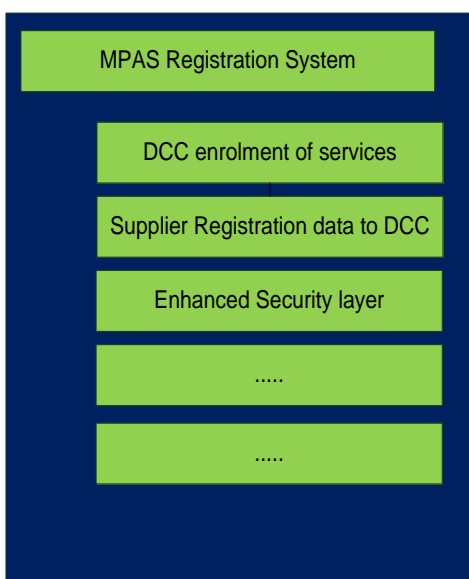 MPAS Registration System
DCC enrolment of services
Supplier Registration data to DCC
Enhanced Security layer
.....
.....